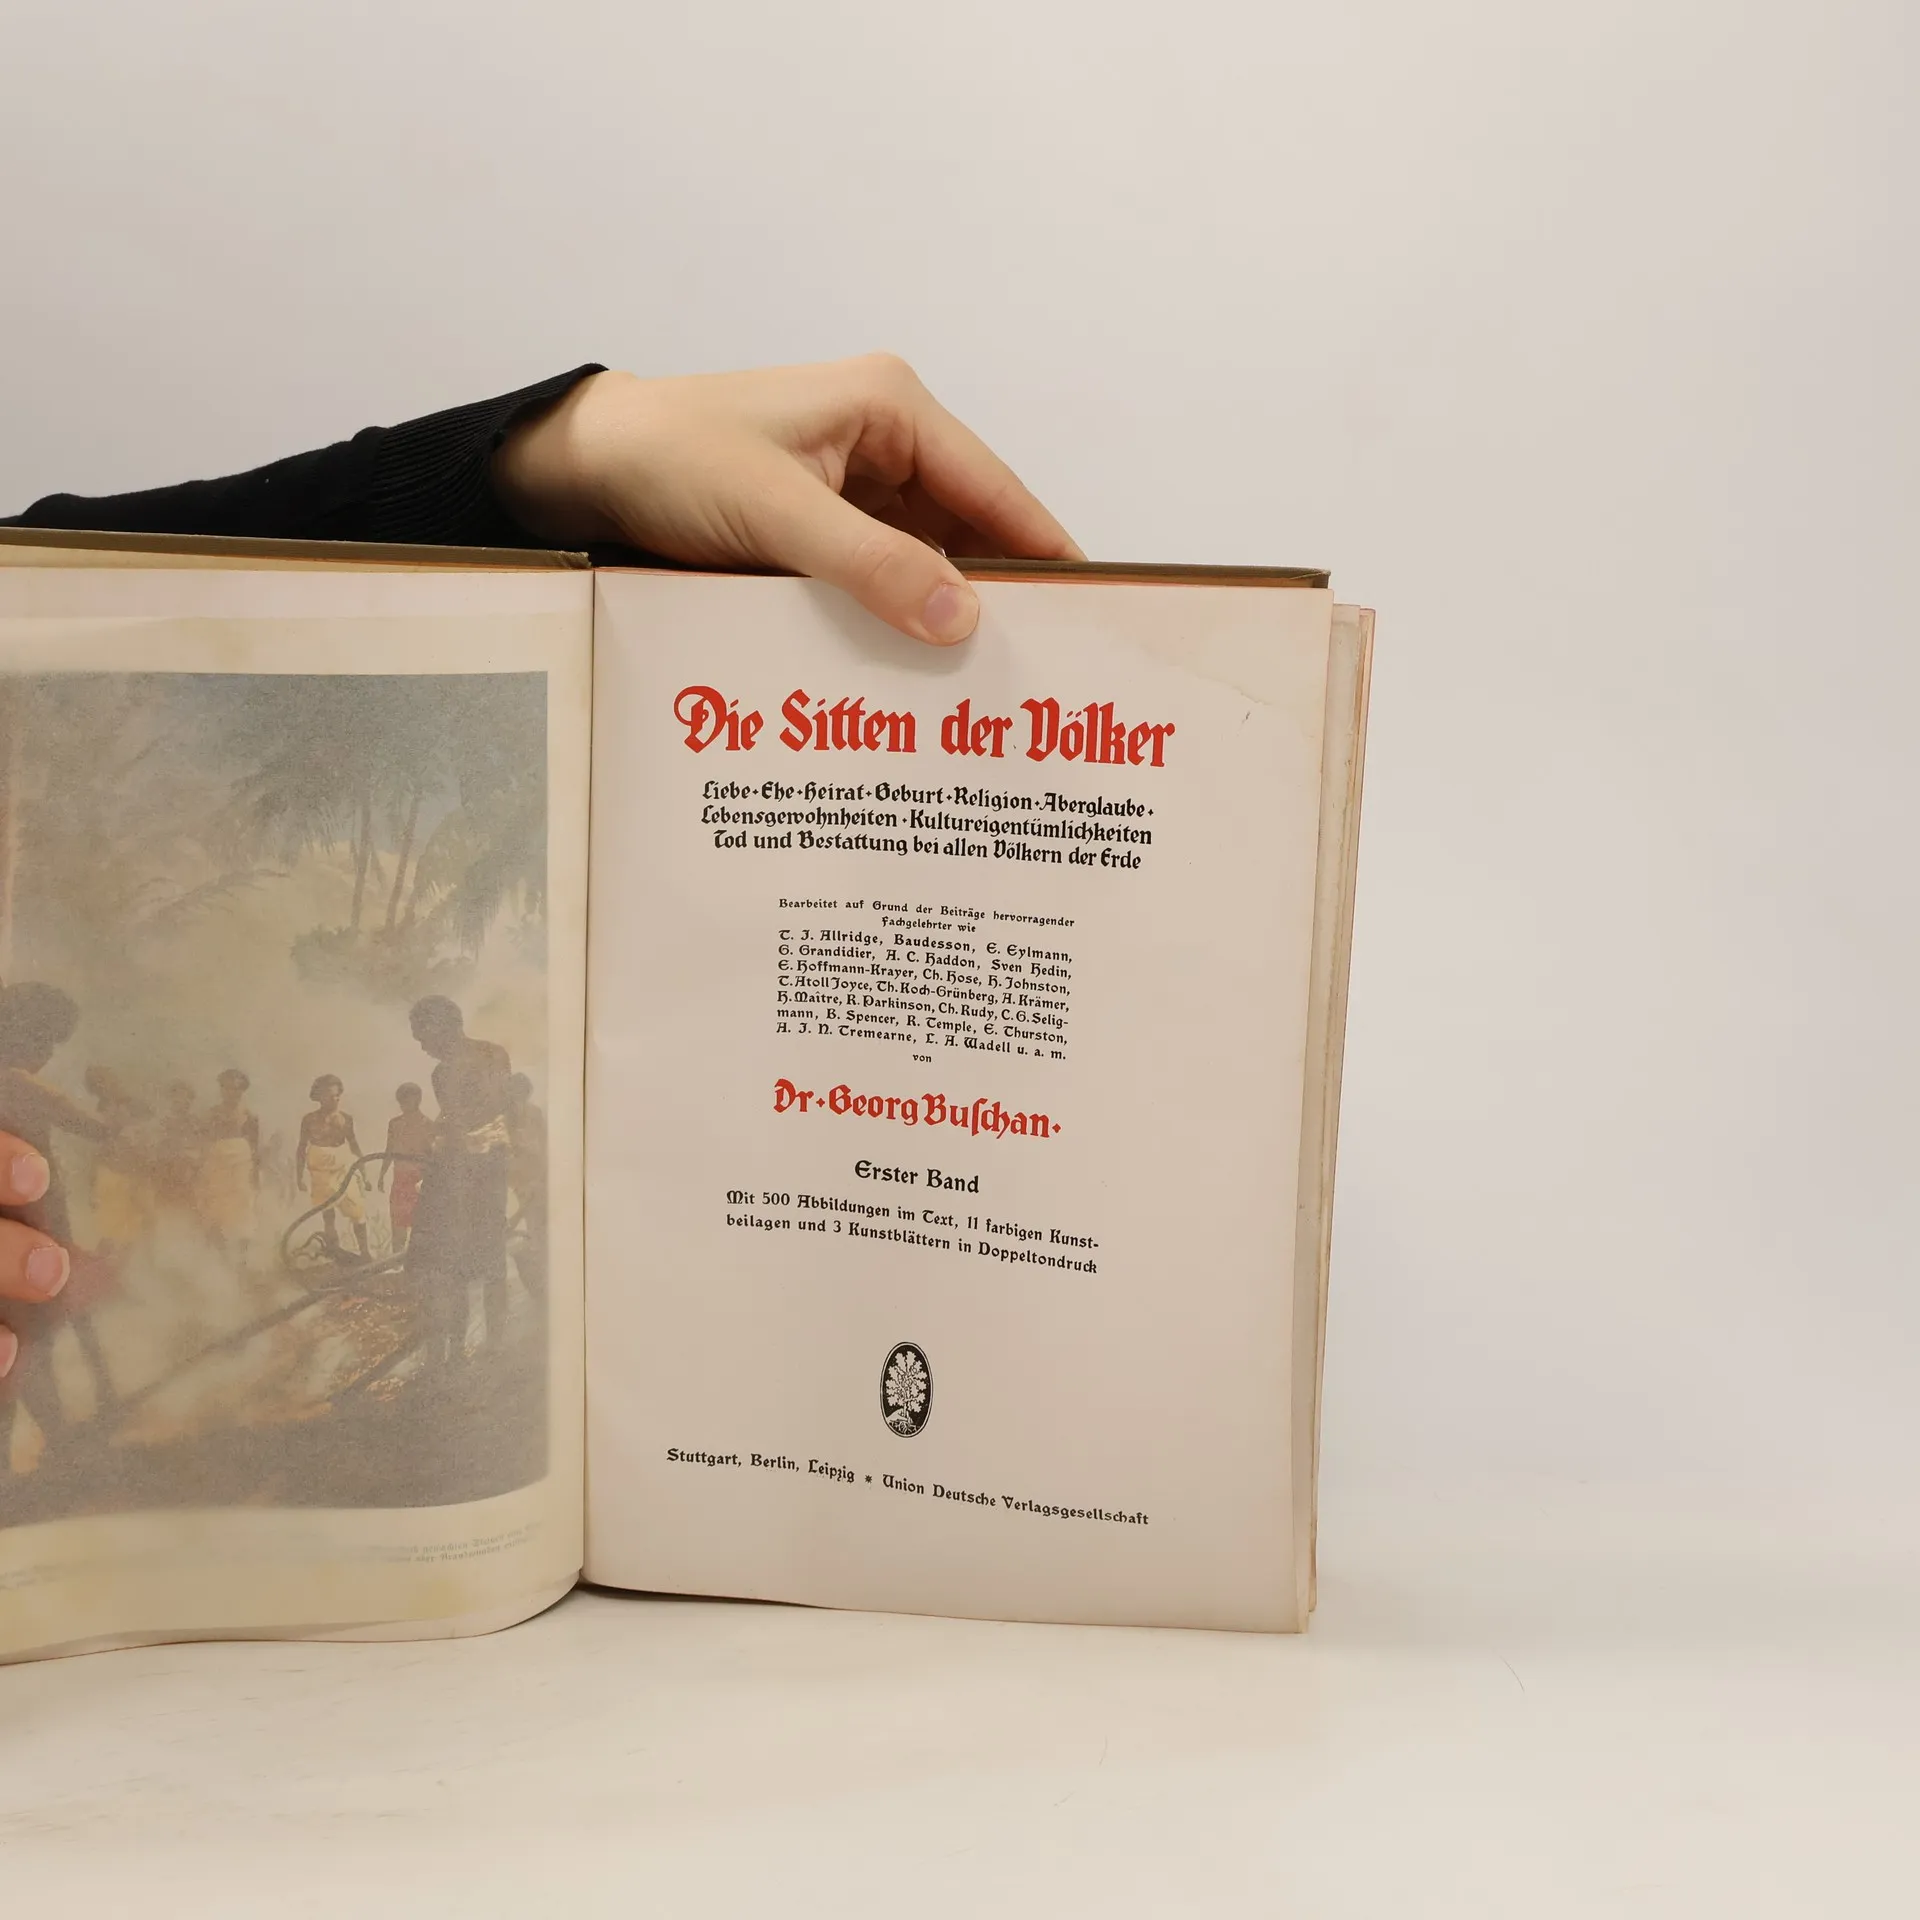 Die Sitten der Völker
Liebe · Ehe · Heirat · Geburt · Religion · Aberglaube ·
Lebensgewohnheiten · Kultureigentümlichkeiten
Tod und Bestattung bei allen Völkern der Erde
Bearbeitet auf Grund der Beiträge hervorragender
Fachgelehrter wie
T. J. Allridge, Baudesson, E. Eylmann,
G. Grandidier, A. C. Haddon, Sven Hedin,
E. Hoffmann-Krayer, Ch. Hose, H. Johnston,
T. Atoll Joyce, Th. Koch-Grünberg, A. Krämer,
H. Maître, R. Parkinson, Ch. Rudy, C. G. Selig-
mann, B. Spencer, R. Temple, E. Thurston,
A. J. N. Tremearne, L. A. Wadell u. a. m.
von
Dr · Georg Buſchan ·
Erster Band
Mit 500 Abbildungen im Text, 11 farbigen Kunst-
beilagen und 3 Kunstblättern in Doppeltondruck
Stuttgart, Berlin, Leipzig * Union Deutsche Verlagsgesellschaft